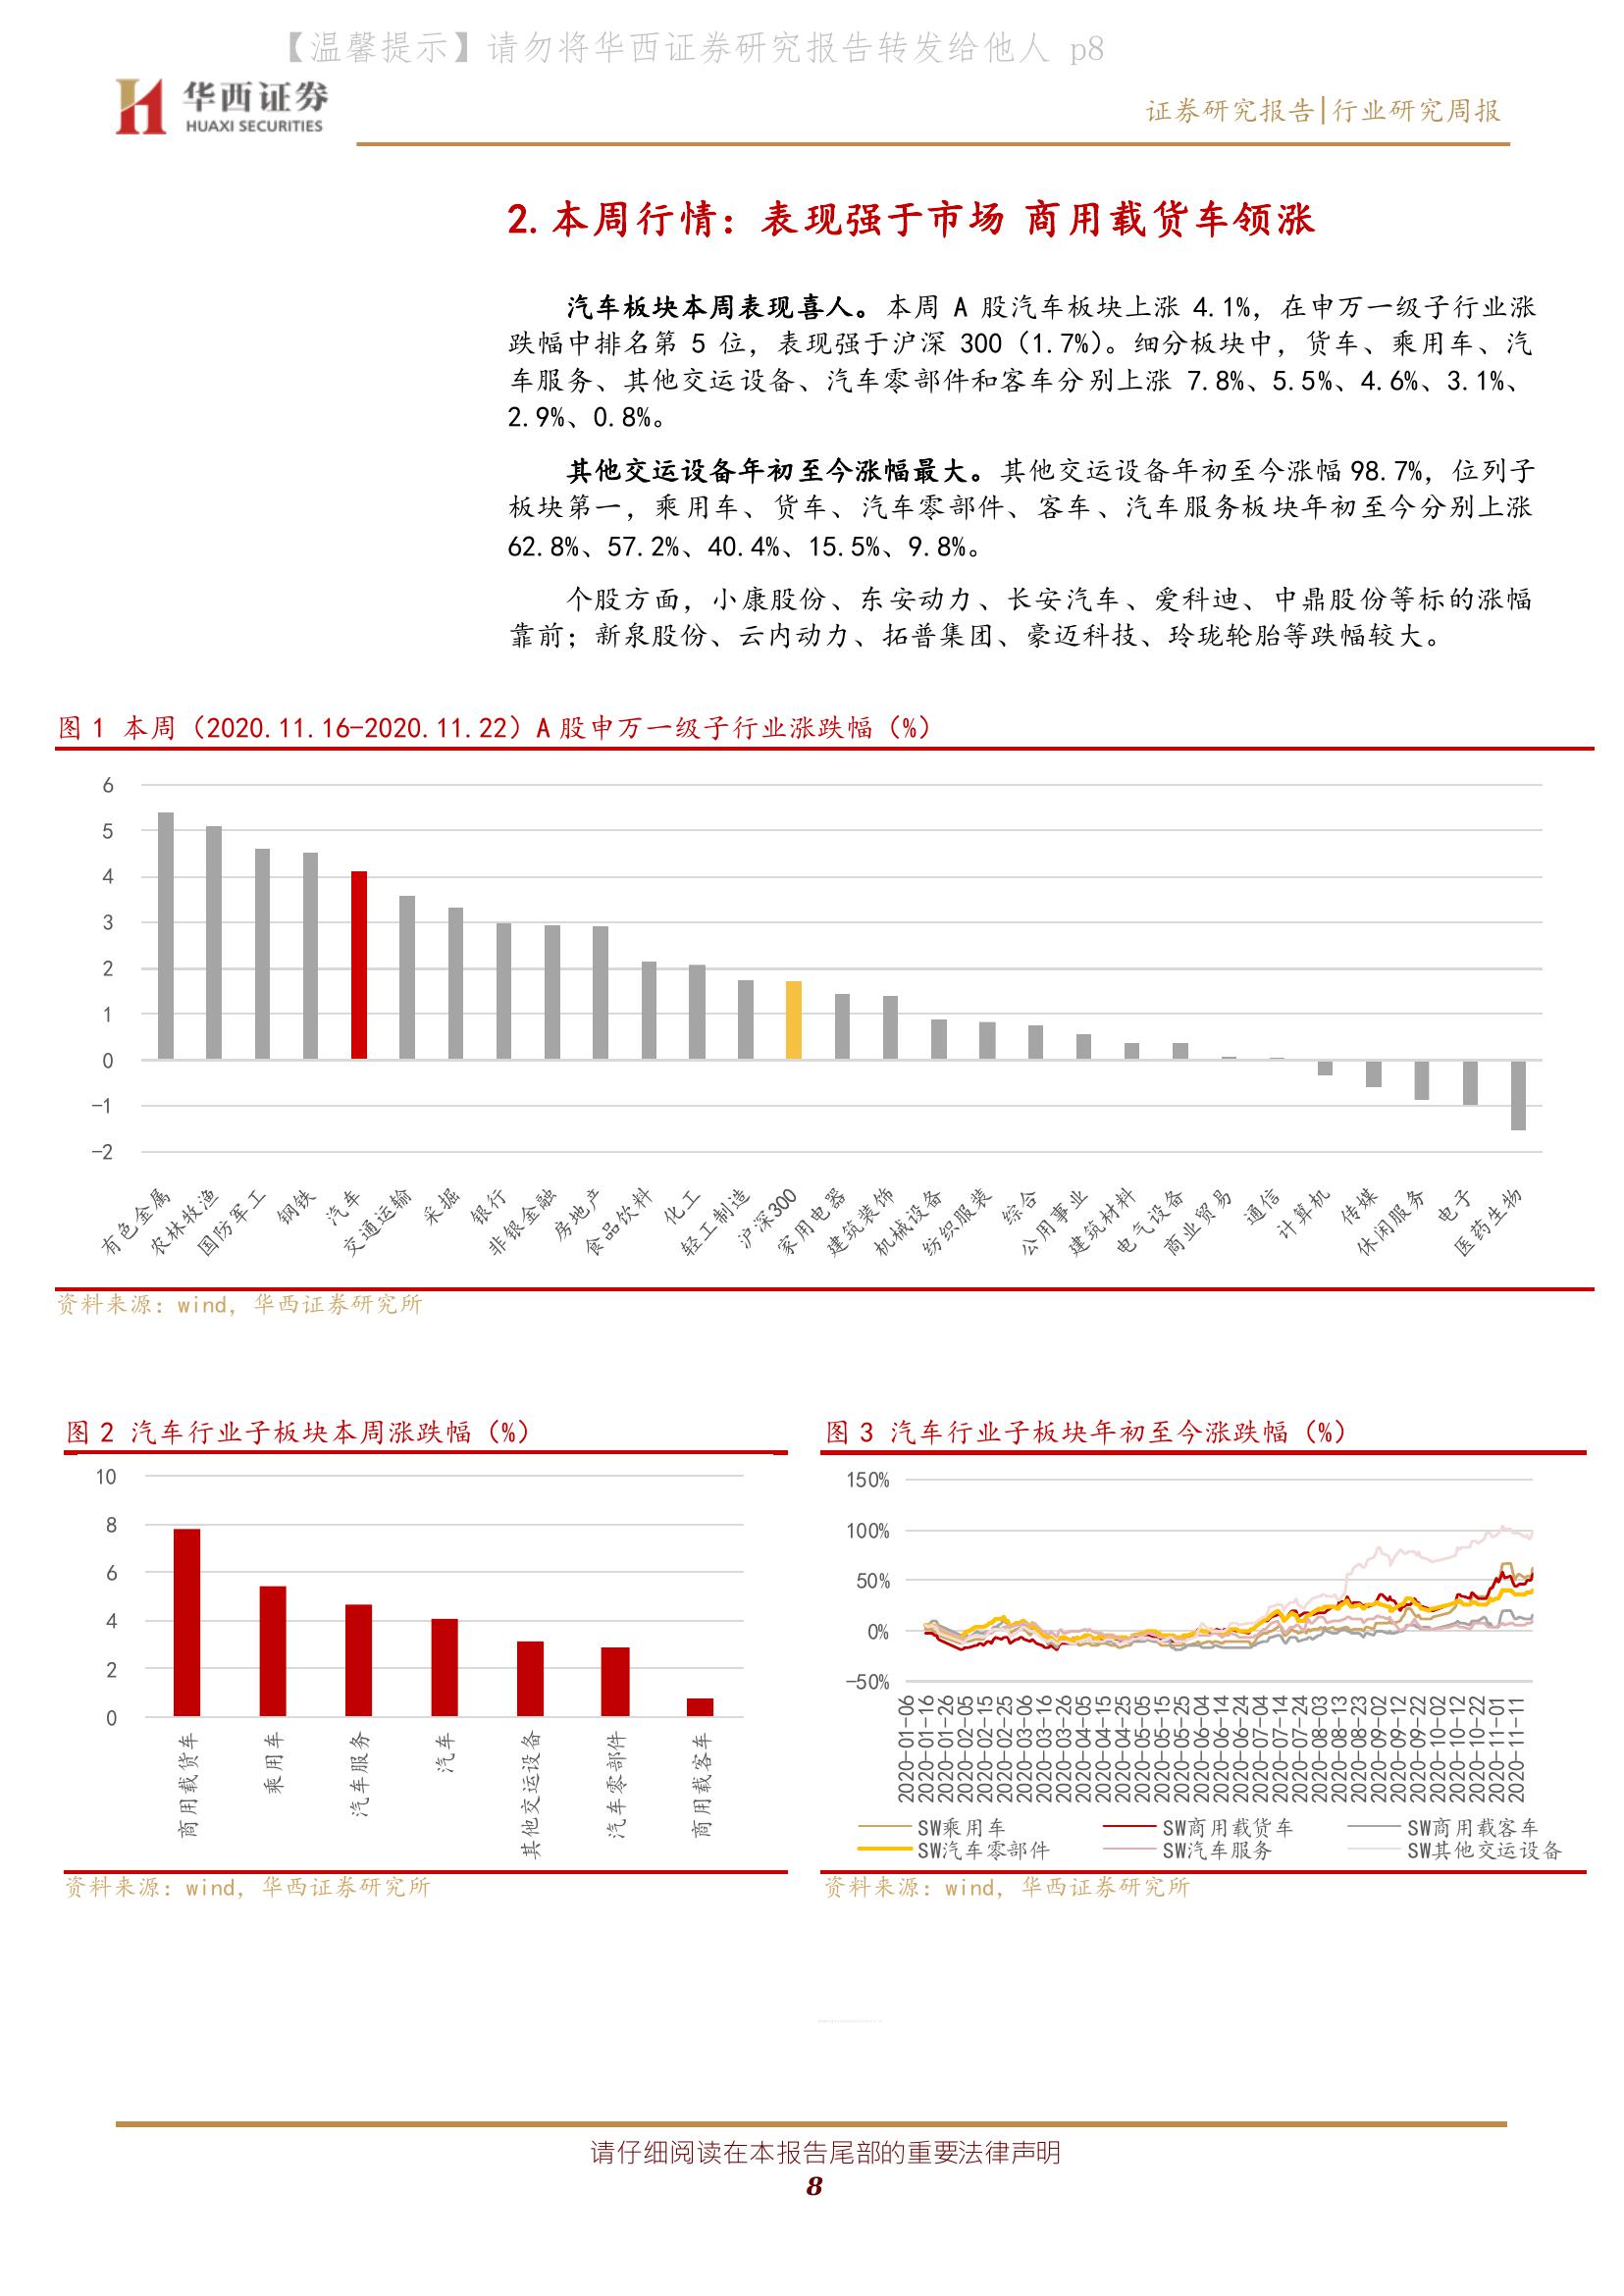 【温馨提示】请勿将华西证券研究报告转发给他人 p8
华西证券
HUAXI SECURITIES
证券研究报告|行业研究周报
2.本周行情：表现强于市场 商用载货车领涨
汽车板块本周表现喜人。本周 A 股汽车板块上涨 4.1%，在申万一级子行业涨
跌幅中排名第 5 位，表现强于沪深 300（1.7%）。细分板块中，货车、乘用车、汽
车服务、其他交运设备、汽车零部件和客车分别上涨 7.8%、5.5%、4.6%、3.1%、
2.9%、0.8%。
其他交运设备年初至今涨幅最大。其他交运设备年初至今涨幅 98.7%，位列子
板块第一，乘用车、货车、汽车零部件、客车、汽车服务板块年初至今分别上涨
62.8%、57.2%、40.4%、15.5%、9.8%。
个股方面，小康股份、东安动力、长安汽车、爱科迪、中鼎股份等标的涨幅
靠前；新泉股份、云内动力、拓普集团、豪迈科技、玲珑轮胎等跌幅较大。
图 1 本周（2020.11.16-2020.11.22）A 股申万一级子行业涨跌幅（%）
6
5
4
3
2
1
0
-1
-2
有色金属
农林牧渔
国防军工
钢铁
汽车
交通运输
采掘
银行
非银金融
房地产
食品饮料
化工
轻工制造
沪深300
家用电器
建筑装饰
机械设备
纺织服装
综合
公用事业
建筑材料
电气设备
商业贸易
通信
计算机
传媒
休闲服务
电子
医药生物
资料来源：wind，华西证券研究所
图 2 汽车行业子板块本周涨跌幅（%）
10
8
6
4
2
0
商用载货车
乘用车
汽车服务
汽车
其他交运设备
汽车零部件
商用载客车
资料来源：wind，华西证券研究所
图 3 汽车行业子板块年初至今涨跌幅（%）
150%
100%
50%
0%
-50%
2020-01-06
2020-01-16
2020-01-26
2020-02-05
2020-02-15
2020-02-25
2020-03-06
2020-03-16
2020-03-26
2020-04-05
2020-04-15
2020-04-25
2020-05-05
2020-05-15
2020-05-25
2020-06-04
2020-06-14
2020-06-24
2020-07-04
2020-07-14
2020-07-24
2020-08-03
2020-08-13
2020-08-23
2020-09-02
2020-09-12
2020-09-22
2020-10-02
2020-10-12
2020-10-22
2020-11-01
2020-11-11
SW乘用车
SW商用载货车
SW商用载客车
SW汽车零部件
SW汽车服务
SW其他交运设备
资料来源：wind，华西证券研究所
请仔细阅读在本报告尾部的重要法律声明
8